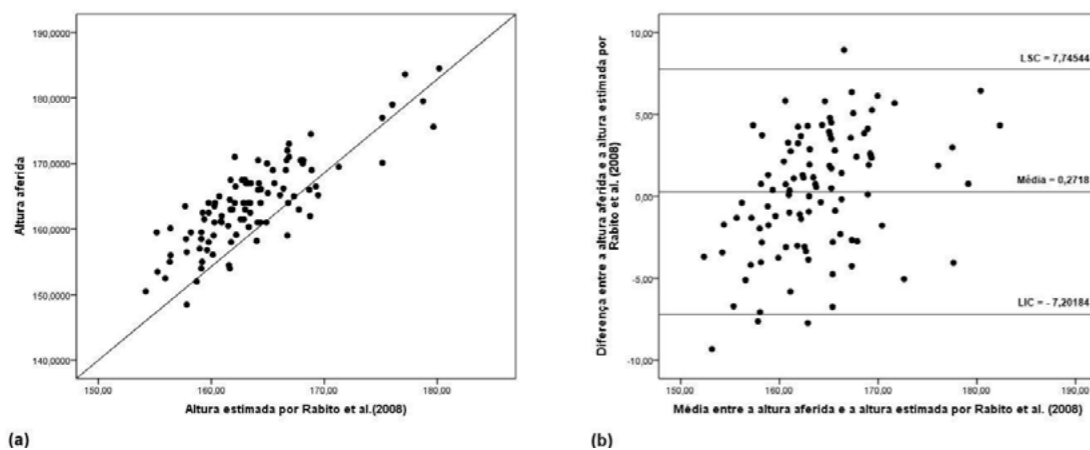 190,0000
180,0000
170,0000
160,0000
150,0000
140,0000
Altura aferida
150,00 160,00 170,00 180,00
Altura estimada por Rabito et al.(2008)
(a)
10,00
5,00
0,00
-5,00
-10,00
Diferença entre a altura aferida e a altura estimada por
Rabito et al. (2008)
LSC = 7,74544
Média = 0,2718
LIC = - 7,20184
150,00 160,00 170,00 180,00 190,00
Média entre a altura aferida e a altura estimada por Rabito et al. (2008)
(b)